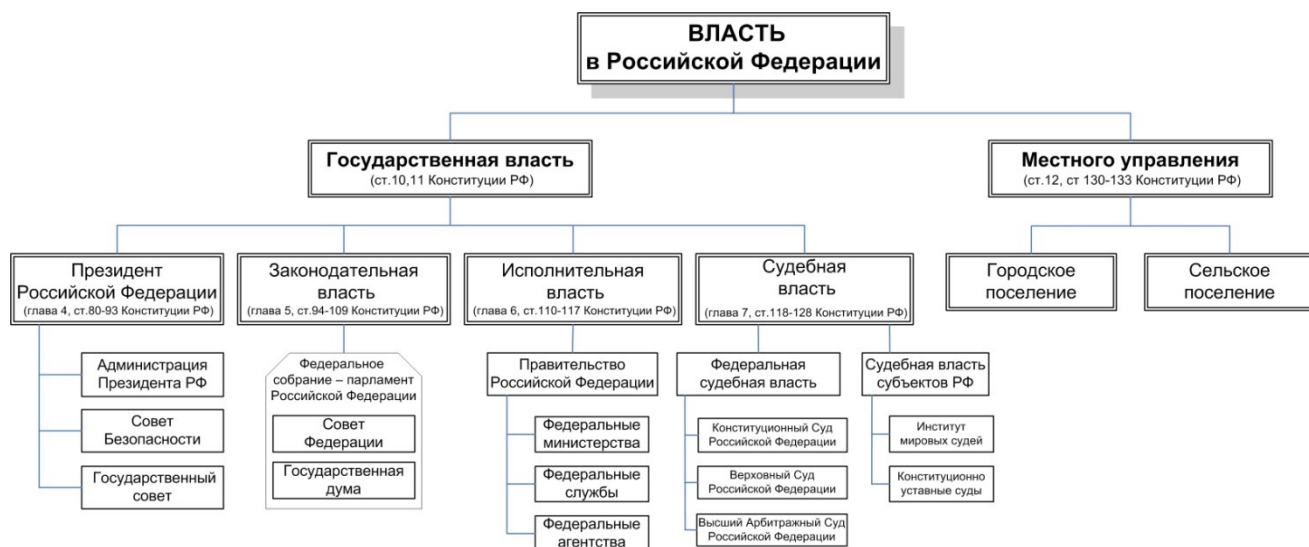 ВЛАСТЬ
в Российской Федерации
Государственная власть
(ст.10,11 Конституции РФ)
Местного управления
(ст.12, ст 130-133 Конституции РФ)
Президент
Российской Федерации
(глава 4, ст.80-93 Конституции РФ)
Законодательная
власть
(глава 5, ст.94-109 Конституции РФ)
Исполнительная
власть
(глава 6, ст.110-117 Конституции РФ)
Судебная
власть
(глава 7, ст.118-128 Конституции РФ)
Городское
поселение
Сельское
поселение
Администрация
Президента РФ
Совет
Безопасности
Государственный
совет
Федеральное
собрание – парламент
Российской Федерации
Совет
Федерации
Государственная
дума
Правительство
Российской Федерации
Федеральные
министерства
Федеральные
службы
Федеральные
агентства
Федеральная
судебная власть
Конституционный Суд
Российской Федерации
Верховный Суд
Российской Федерации
Высший Арбитражный Суд
Российской Федерации
Судебная власть
субъектов РФ
Институт
мировых судей
Конституционно
уставные суды